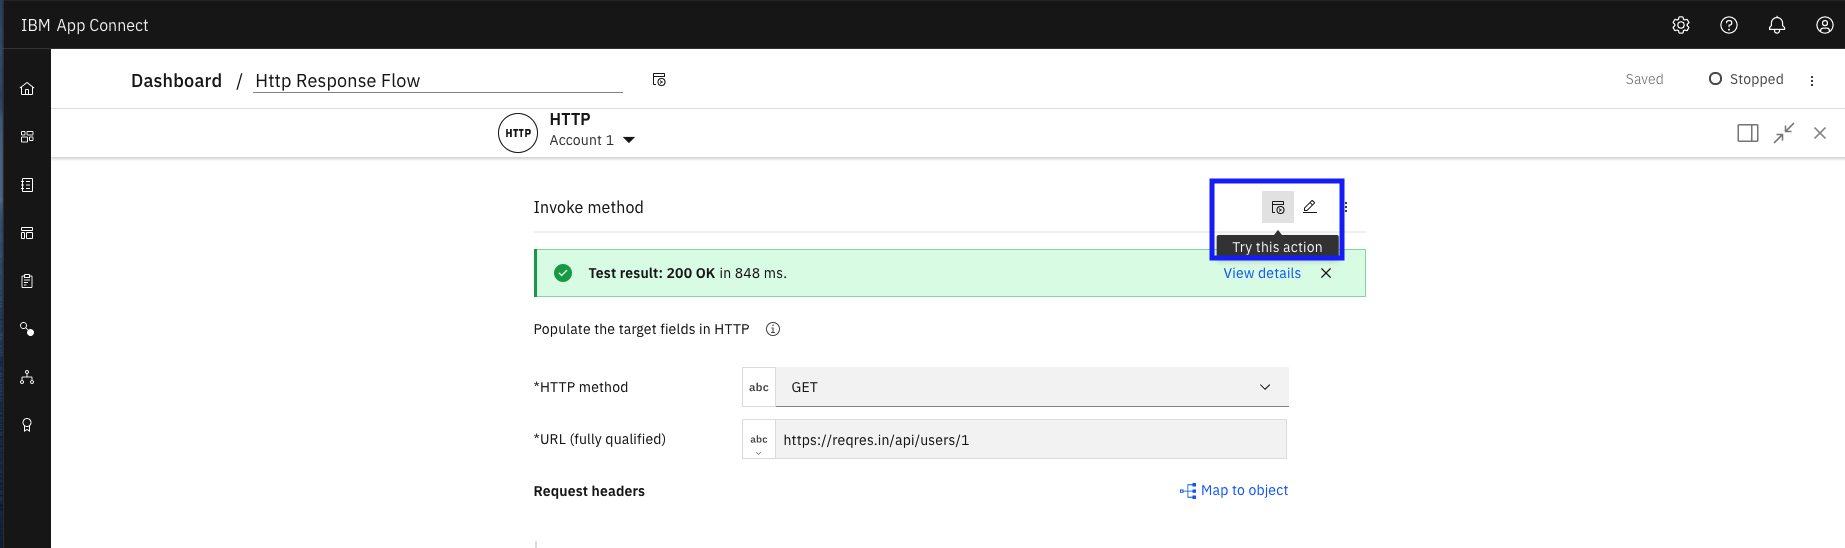 IBM App Connect
Dashboard / Http Response Flow
Saved
Stopped
HTTP
HTTP
Account 1
Invoke method
Try this action
Test result: 200 OK in 848 ms.
View details
Populate the target fields in HTTP
*HTTP method
abc
GET
*URL (fully qualified)
abc
https://reqres.in/api/users/1
Request headers
Map to object